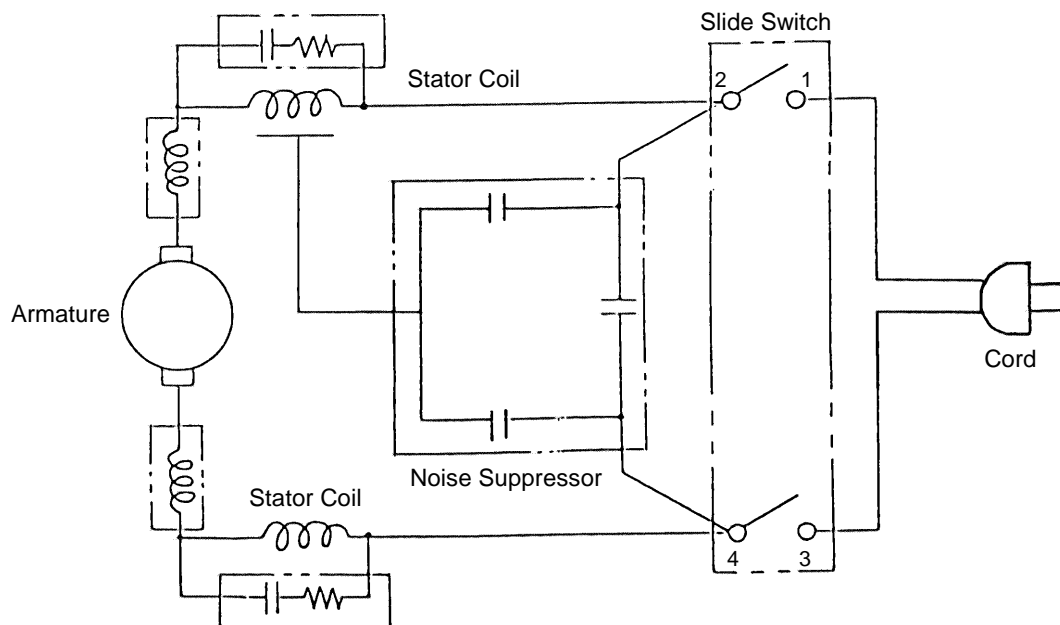 Slide Switch
Stator Coil
2
1
Armature
Cord
Noise Suppressor
Stator Coil
4
3